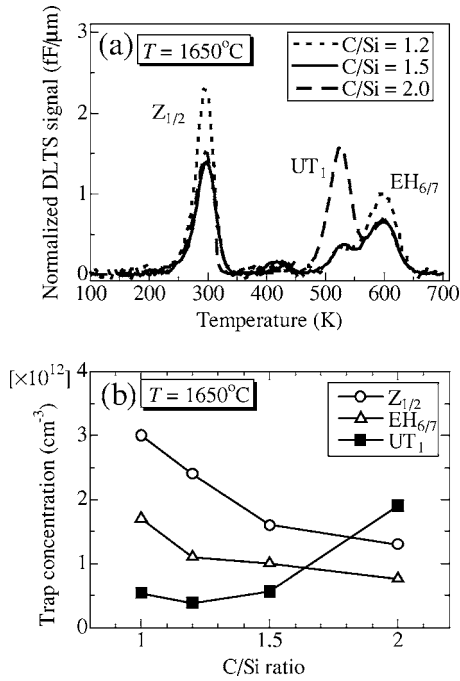 (a)
T = 1650°C
C/Si = 1.2
C/Si = 1.5
C/Si = 2.0
Z1/2
UT1
EH6/7
Normalized DLTS signal (fF/μm)
3
2
1
0
100 200 300 400 500 600 700
Temperature (K)
[×10¹²]
(b)
T = 1650°C
Z1/2
EH6/7
UT1
Trap concentration (cm⁻³)
4
3
2
1
0
1 1.5 2
C/Si ratio